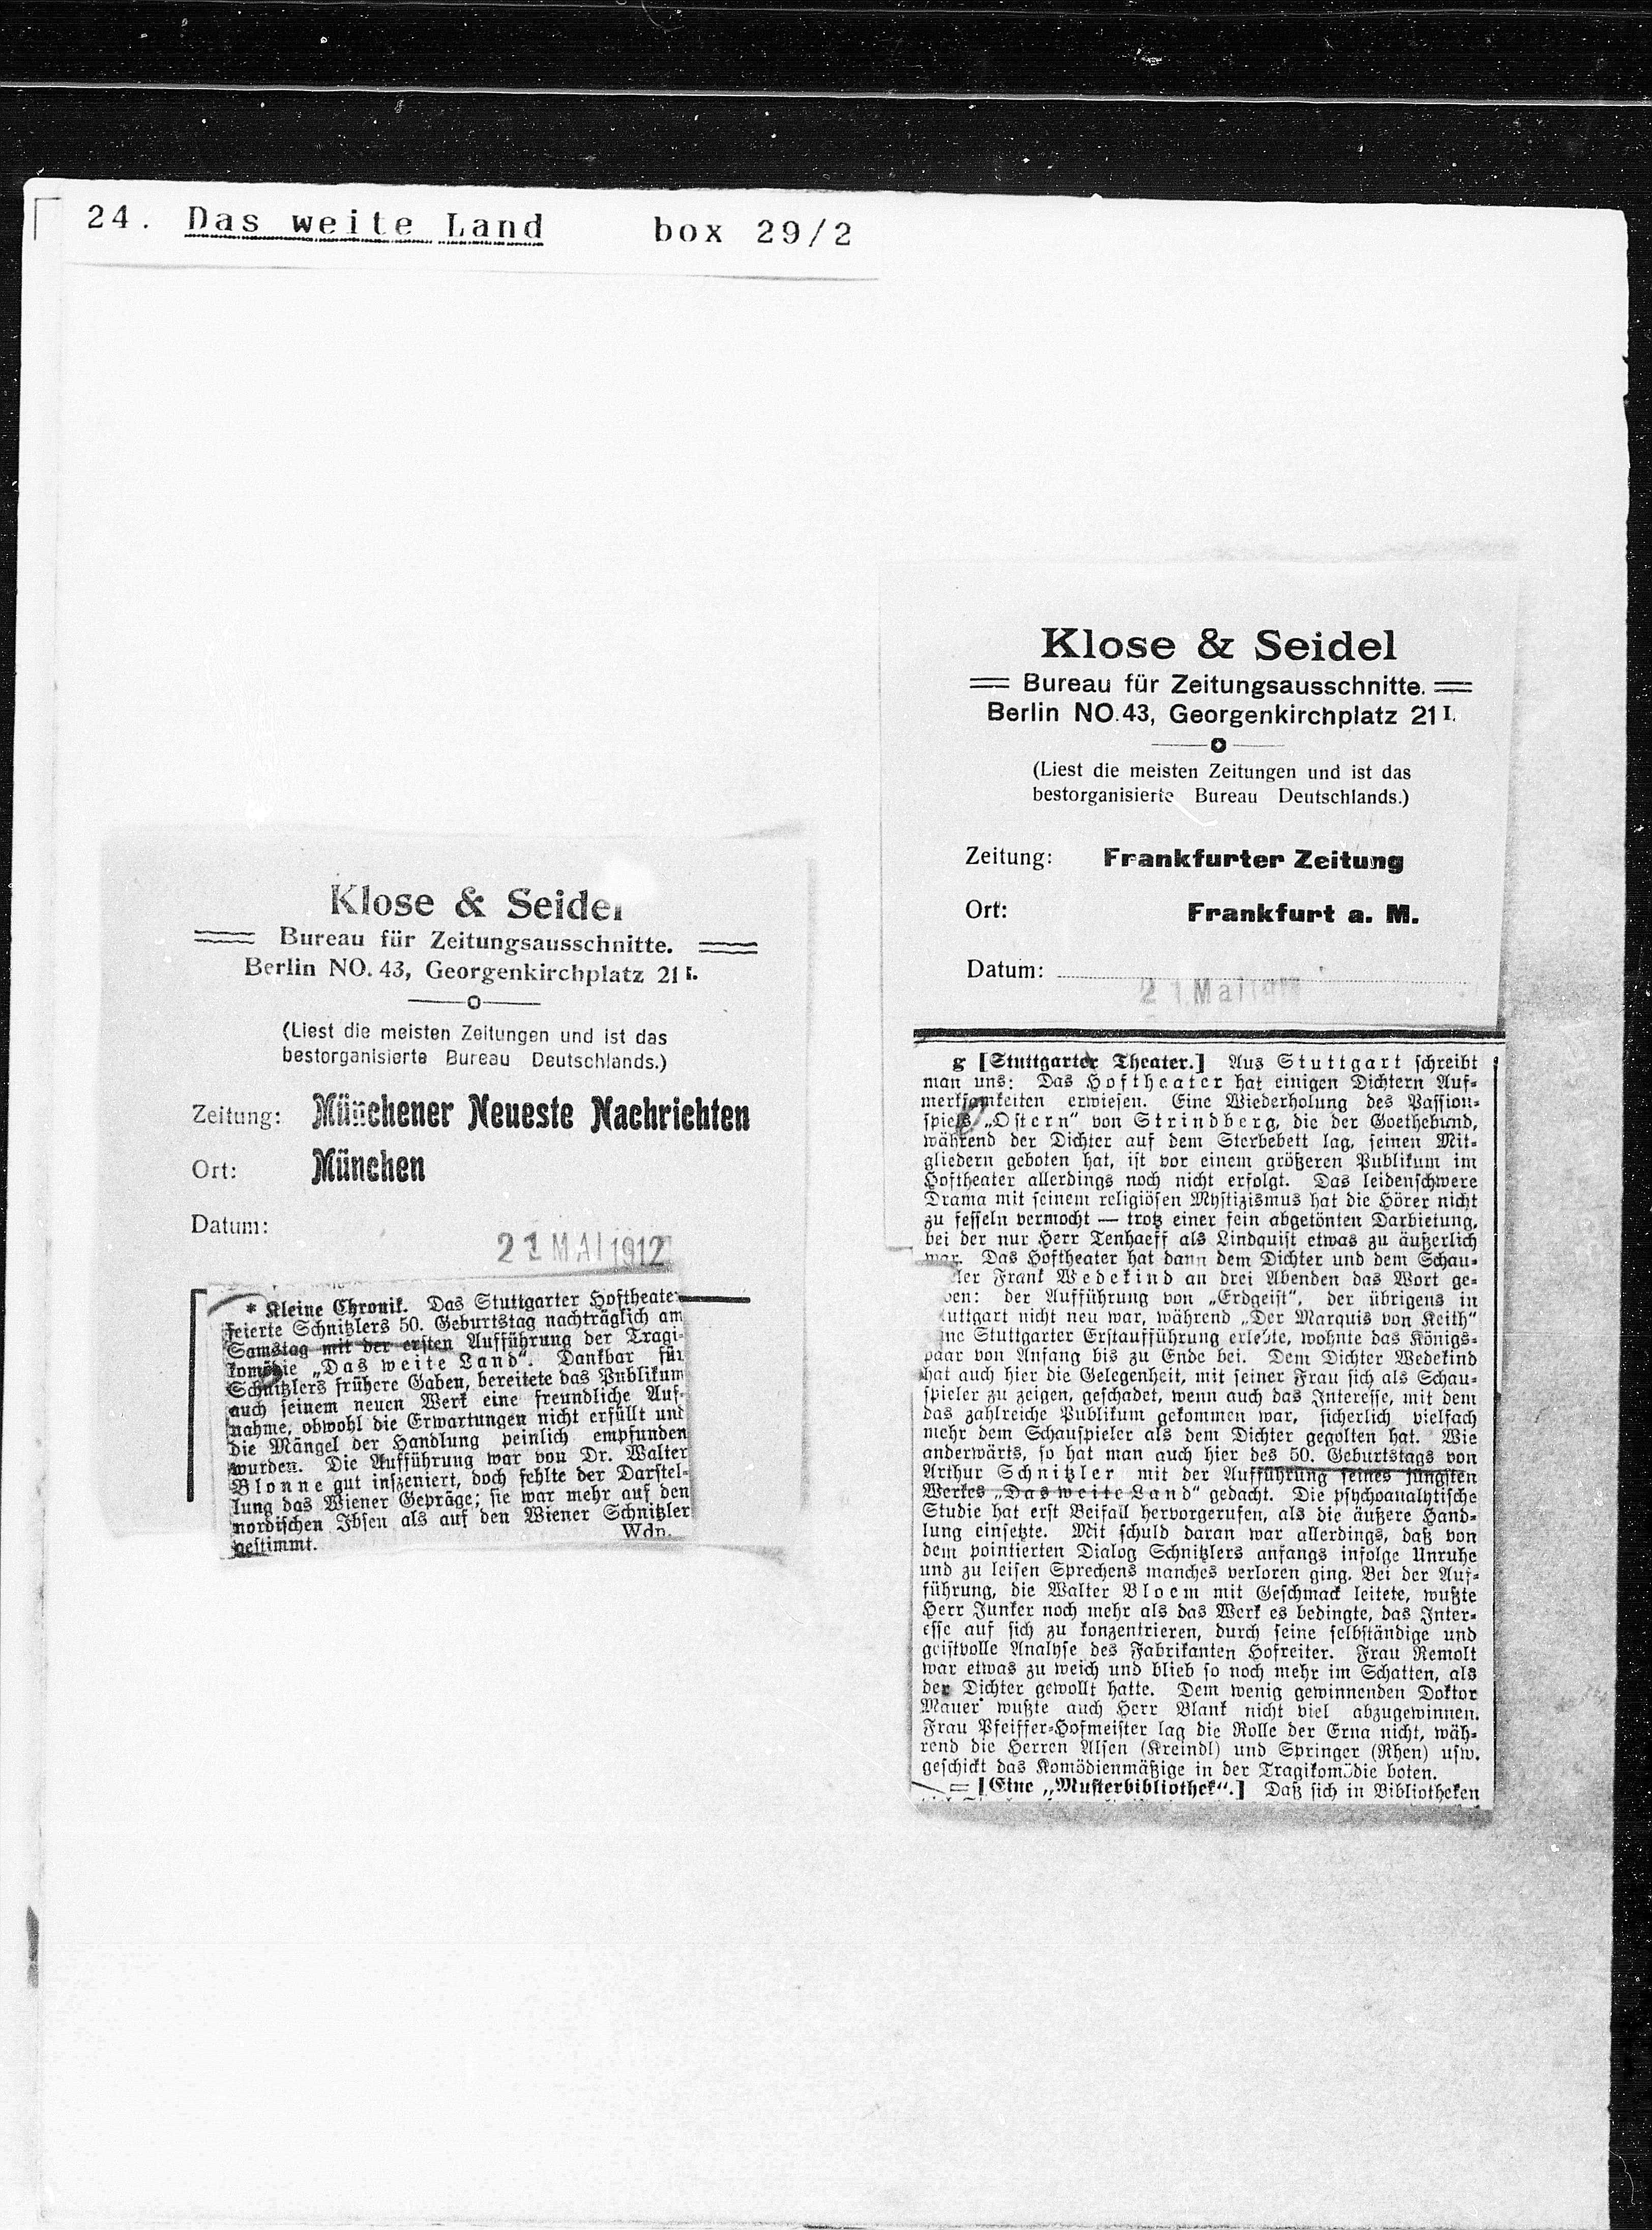 24. Das weite Land box 29/2
Klose & Seidel
Bureau für Zeitungsausschnitte.
Berlin NO. 43, Georgenkirchplatz 21 I.
(Liest die meisten Zeitungen und ist das
bestorganisierte Bureau Deutschlands.)
Zeitung: Münchener Neueste Nachrichten
Ort: München
Datum:
21 MAI 1912
* Kleine Chronik. Das Stuttgarter Hoftheater
feierte Schnitzlers 50. Geburtstag nachträglich am
Samstag mit der ersten Aufführung der Tragi-
komödie „Das weite Land“. Dankbar für
Schnitzlers frühere Gaben, bereitete das Publikum
auch seinem neuen Werk eine freundliche Auf-
nahme, obwohl die Erwartungen nicht erfüllt und
die Mängel der Handlung peinlich empfunden
wurden. Die Aufführung war von Dr. Walter
Blonne gut inszeniert, doch fehlte der Darstel-
lung das Wiener Gepräge; sie war mehr auf den
nordischen Ibsen als auf den Wiener Schnitzler
gestimmt. Wdn.
Klose & Seidel
Bureau für Zeitungsausschnitte.
Berlin NO. 43, Georgenkirchplatz 21 I.
(Liest die meisten Zeitungen und ist das
bestorganisierte Bureau Deutschlands.)
Zeitung: Frankfurter Zeitung
Ort: Frankfurt a. M.
Datum:
21. Mai
g [Stuttgarter Theater.] Aus Stuttgart schreibt
man uns: Das Hoftheater hat einigen Dichtern Auf-
merksamkeiten erwiesen. Eine Wiederholung des Passion-
spiels „Ostern“ von Strindberg, die der Goethebund,
während der Dichter auf dem Sterbebett lag, seinen Mit-
gliedern geboten hat, ist vor einem größeren Publikum im
Hoftheater allerdings noch nicht erfolgt. Das leidenschwere
Drama mit seinem religiösen Mystizismus hat die Hörer nicht
zu fesseln vermocht — trotz einer fein abgetönten Darbietung,
bei der nur Herr Tenhaeff als Lindquist etwas zu äußerlich
war. Das Hoftheater hat dann dem Dichter und dem Schau-
ler Frank Wedekind an drei Abenden das Wort ge-
ben: der Aufführung von „Erdgeist“, der übrigens in
uttgart nicht neu war, während „Der Marquis von Keith“
ine Stuttgarter Erstaufführung erlebte, wohnte das Königs-
paar von Anfang bis zu Ende bei. Dem Dichter Wedekind
hat auch hier die Gelegenheit, mit seiner Frau sich als Schau-
spieler zu zeigen, geschadet, wenn auch das Interesse, mit dem
das zahlreiche Publikum gekommen war, sicherlich vielfach
mehr dem Schauspieler als dem Dichter gegolten hat. Wie
anderwärts, so hat man auch hier des 50. Geburtstags von
Arthur Schnitzler mit der Aufführung seines jüngsten
Werkes „Das weite Land“ gedacht. Die psychoanalytische
Studie hat erst Beifall hervorgerufen, als die äußere Hand-
lung einsetzte. Mit schuld daran war allerdings, daß von
dem pointierten Dialog Schnitzlers anfangs infolge Unruhe
und zu leisen Sprechens manches verloren ging. Bei der Auf-
führung, die Walter Bloem mit Geschmack leitete, wußte
Herr Junker noch mehr als das Werk es bedingte, das Inter-
esse auf sich zu konzentrieren, durch seine selbständige und
geistvolle Analyse des Fabrikanten Hofreiter. Frau Remolt
war etwas zu weich und blieb so noch mehr im Schatten, als
der Dichter gewollt hatte. Dem wenig gewinnenden Doktor
Mauer wußte auch Herr Blank nicht viel abzugewinnen.
Frau Pfeiffer-Hofmeister lag die Rolle der Erna nicht, wäh-
rend die Herren Alsen (Kreindl) und Springer (Rhen) usw.
geschickt das Komödienmäßige in der Tragikomödie boten.
= [Eine „Musterbibliothek“.] Daß sich in Bibliotheken